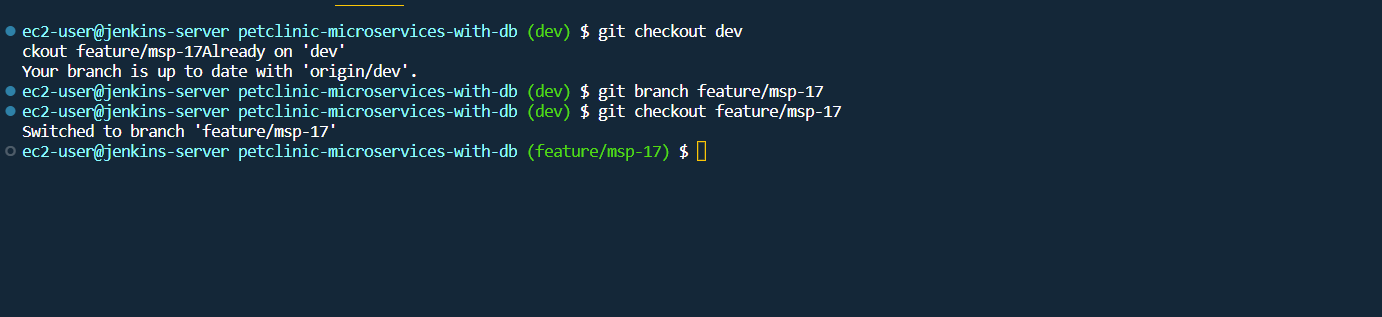 ec2-user@jenkins-server petclinic-microservices-with-db (dev) $ git checkout dev
ckout feature/msp-17Already on 'dev'
Your branch is up to date with 'origin/dev'.
ec2-user@jenkins-server petclinic-microservices-with-db (dev) $ git branch feature/msp-17
ec2-user@jenkins-server petclinic-microservices-with-db (dev) $ git checkout feature/msp-17
Switched to branch 'feature/msp-17'
ec2-user@jenkins-server petclinic-microservices-with-db (feature/msp-17) $